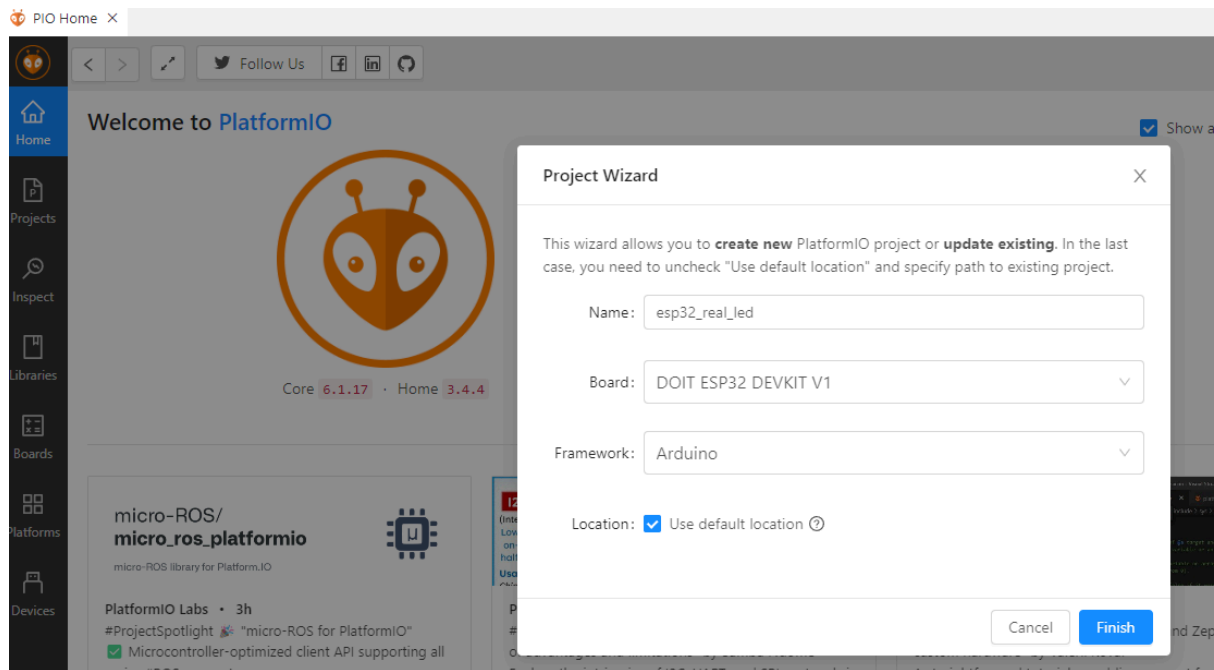 PIO Home
Follow Us
Home
Projects
Inspect
Libraries
Boards
Platforms
Devices
Welcome to PlatformIO
Show a
Core 6.1.17 · Home 3.4.4
Project Wizard
This wizard allows you to create new PlatformIO project or update existing. In the last
case, you need to uncheck "Use default location" and specify path to existing project.
Name: esp32_real_led
Board: DOIT ESP32 DEVKIT V1
Framework: Arduino
Location: Use default location
Cancel
Finish
micro-ROS/
micro_ros_platformio
micro-ROS library for Platform.IO
PlatformIO Labs • 3h
#ProjectSpotlight "micro-ROS for PlatformIO"
Microcontroller-optimized client API supporting all